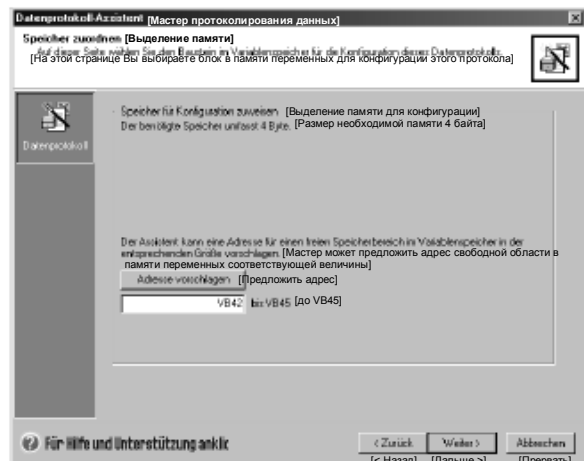 Datenprotokoll-Assistent [Мастер протоколирования данных]
Speicher zuordnen [Выделение памяти]
Auf dieser Seite wählen Sie den Baustein im Variablenspeicher für die Konfiguration dieses Datenprotokolls.
[На этой странице Вы выбираете блок в памяти переменных для конфигурации этого протокола]
Datenprotokoll
Speicher für Konfiguration zuweisen [Выделение памяти для конфигурации]
Der benötigte Speicher umfasst 4 Byte. [Размер необходимой памяти 4 байта]
Der Assistent kann eine Adresse für einen freien Speicherbereich im Variablenspeicher in der
entsprechenden Größe vorschlagen. [Мастер может предложить адрес свободной области в
памяти переменных соответствующей величины]
Adresse vorschlagen [Предложить адрес]
VB42 bis VB45 [до VB45]
Für Hilfe und Unterstützung anklic
< Zurück Weiter > Abbrechen
[< Назад] [Дальше >] [Прервать]